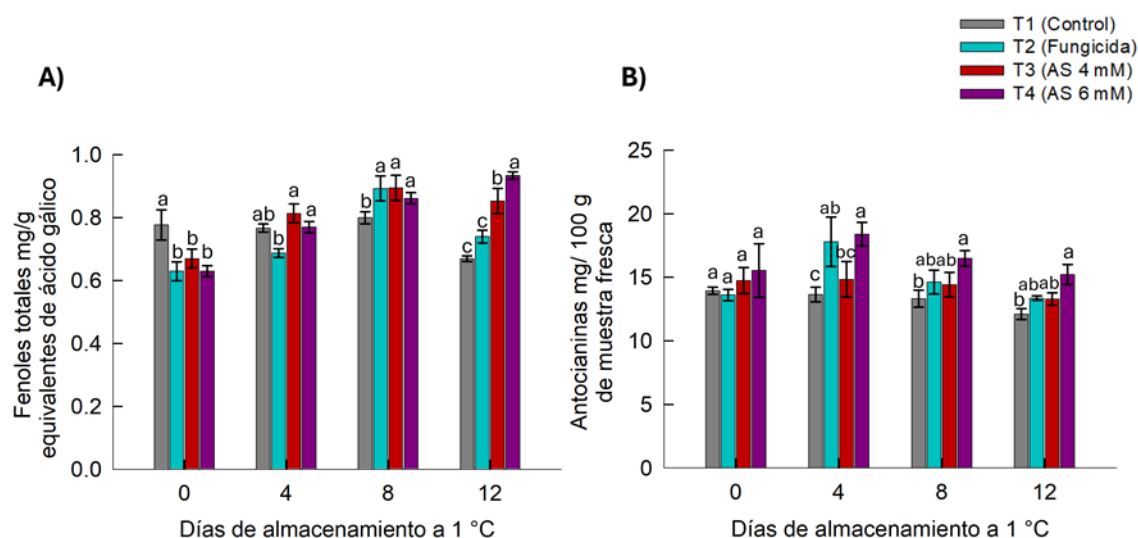 T1 (Control)
T2 (Fungicida)
T3 (AS 4 mM)
T4 (AS 6 mM)
A)
Fenoles totales mg/g
equivalentes de ácido gálico
1.0
0.8
0.6
0.4
0.2
0.0
a
b
b
b
ab
b
a
a
b
a
a
a
c
c
b
a
0
4
8
12
Días de almacenamiento a 1 °C
B)
Antocianinas mg/ 100 g
de muestra fresca
25
20
15
10
5
0
a
a
a
a
c
ab
bc
a
b
ab
ab
a
b
ab
ab
a
0
4
8
12
Días de almacenamiento a 1 °C